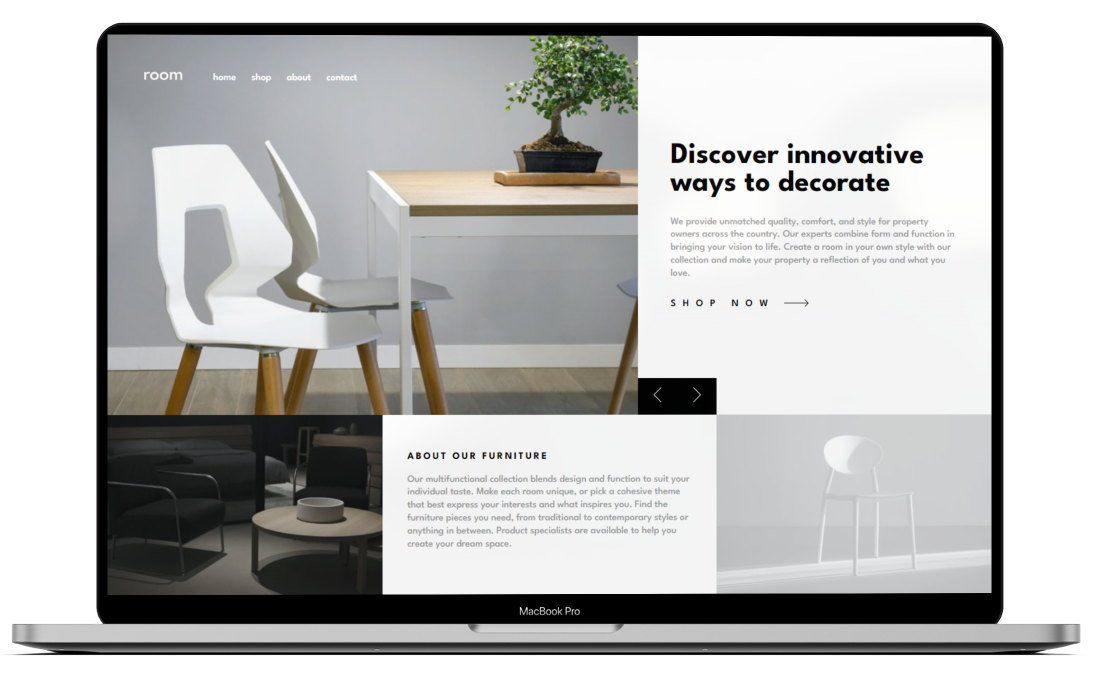 room home shop about contact
Discover innovative
ways to decorate
We provide unmatched quality, comfort, and style for property
owners across the country. Our experts combine form and function in
bringing your vision to life. Create a room in your own style with our
collection and make your property a reflection of you and what you
love.
SHOP NOW
ABOUT OUR FURNITURE
Our multifunctional collection blends design and function to suit your
individual taste. Make each room unique, or pick a cohesive theme
that best express your interests and what inspires you. Find the
furniture pieces you need, from traditional to contemporary styles or
anything in between. Product specialists are available to help you
create your dream space.
MacBook Pro